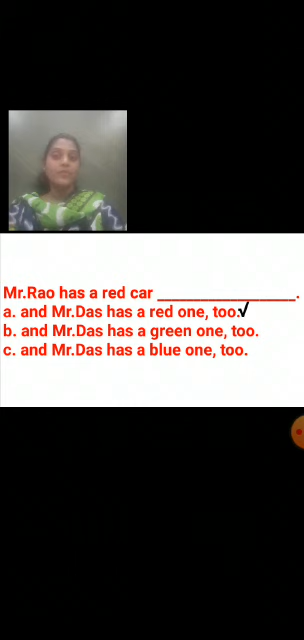 Mr.Rao has a red car ________________.
a. and Mr.Das has a red one, too.✓
b. and Mr.Das has a green one, too.
c. and Mr.Das has a blue one, too.